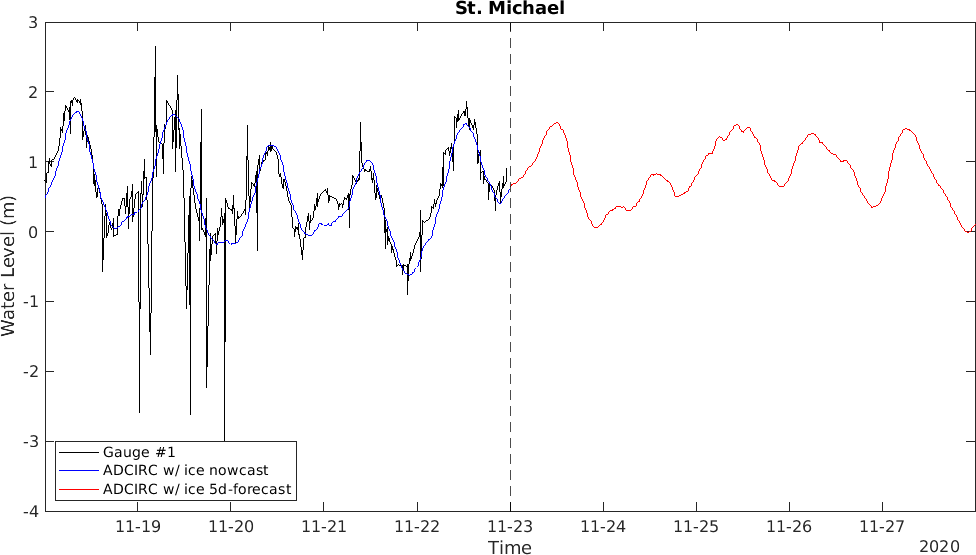 St. Michael
3
2
1
0
-1
-2
-3
-4
Water Level (m)
Gauge #1
ADCIRC w/ ice nowcast
ADCIRC w/ ice 5d-forecast
11-19 11-20 11-21 11-22 11-23 11-24 11-25 11-26 11-27
Time
2020